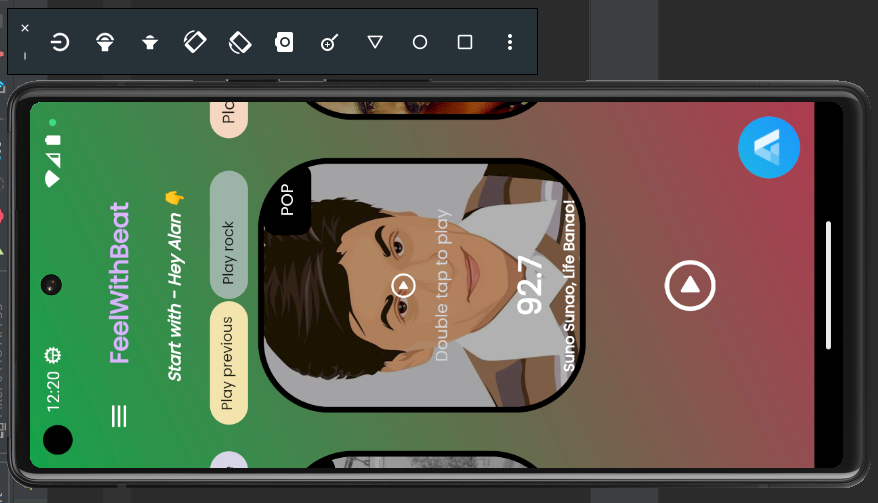 12:20
FeelWithBeat
Start with - Hey Alan 👇
Play previous
Play rock
POP
Double tap to play
92.7
Suno Sunao, Life Banao!